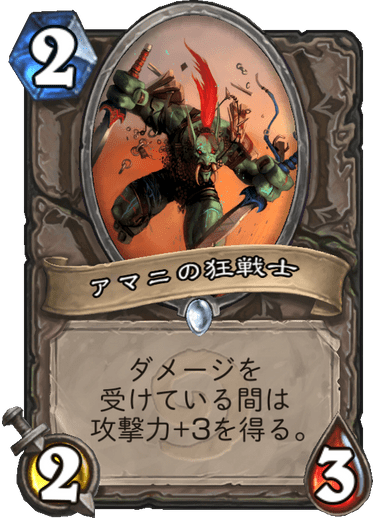 2
アマニの狂戦士
ダメージを
受けている間は
攻撃力+3を得る。
2
3